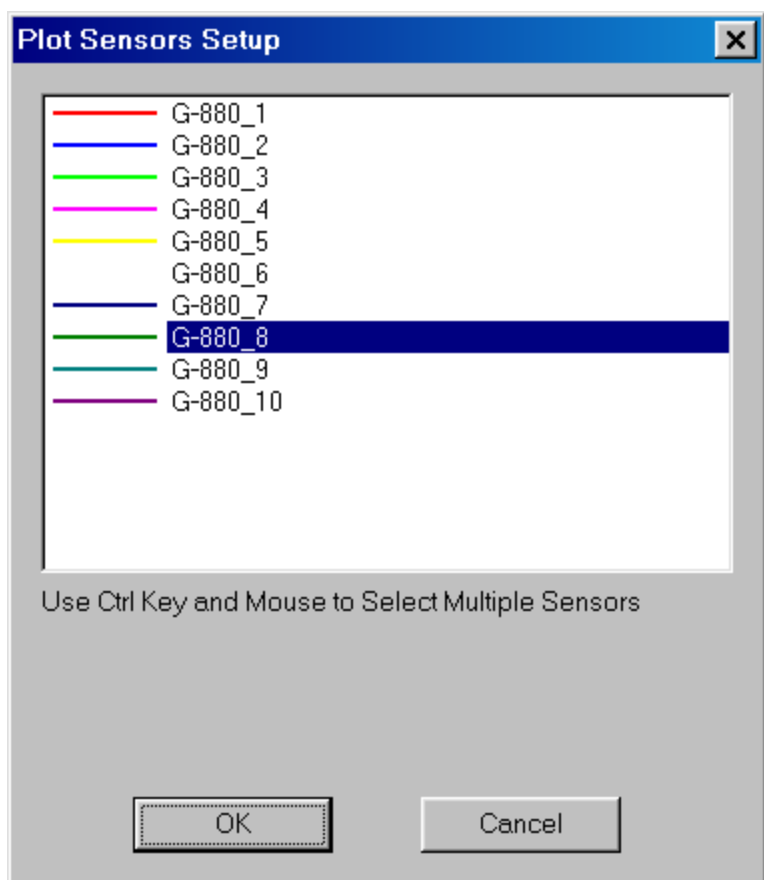 Plot Sensors Setup
G-880_1
G-880_2
G-880_3
G-880_4
G-880_5
G-880_6
G-880_7
G-880_8
G-880_9
G-880_10
Use Ctrl Key and Mouse to Select Multiple Sensors
OK
Cancel